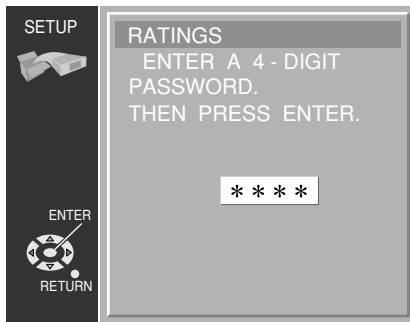 SETUP
RATINGS
ENTER A 4 - DIGIT
PASSWORD.
THEN PRESS ENTER.
* * * *
ENTER
RETURN